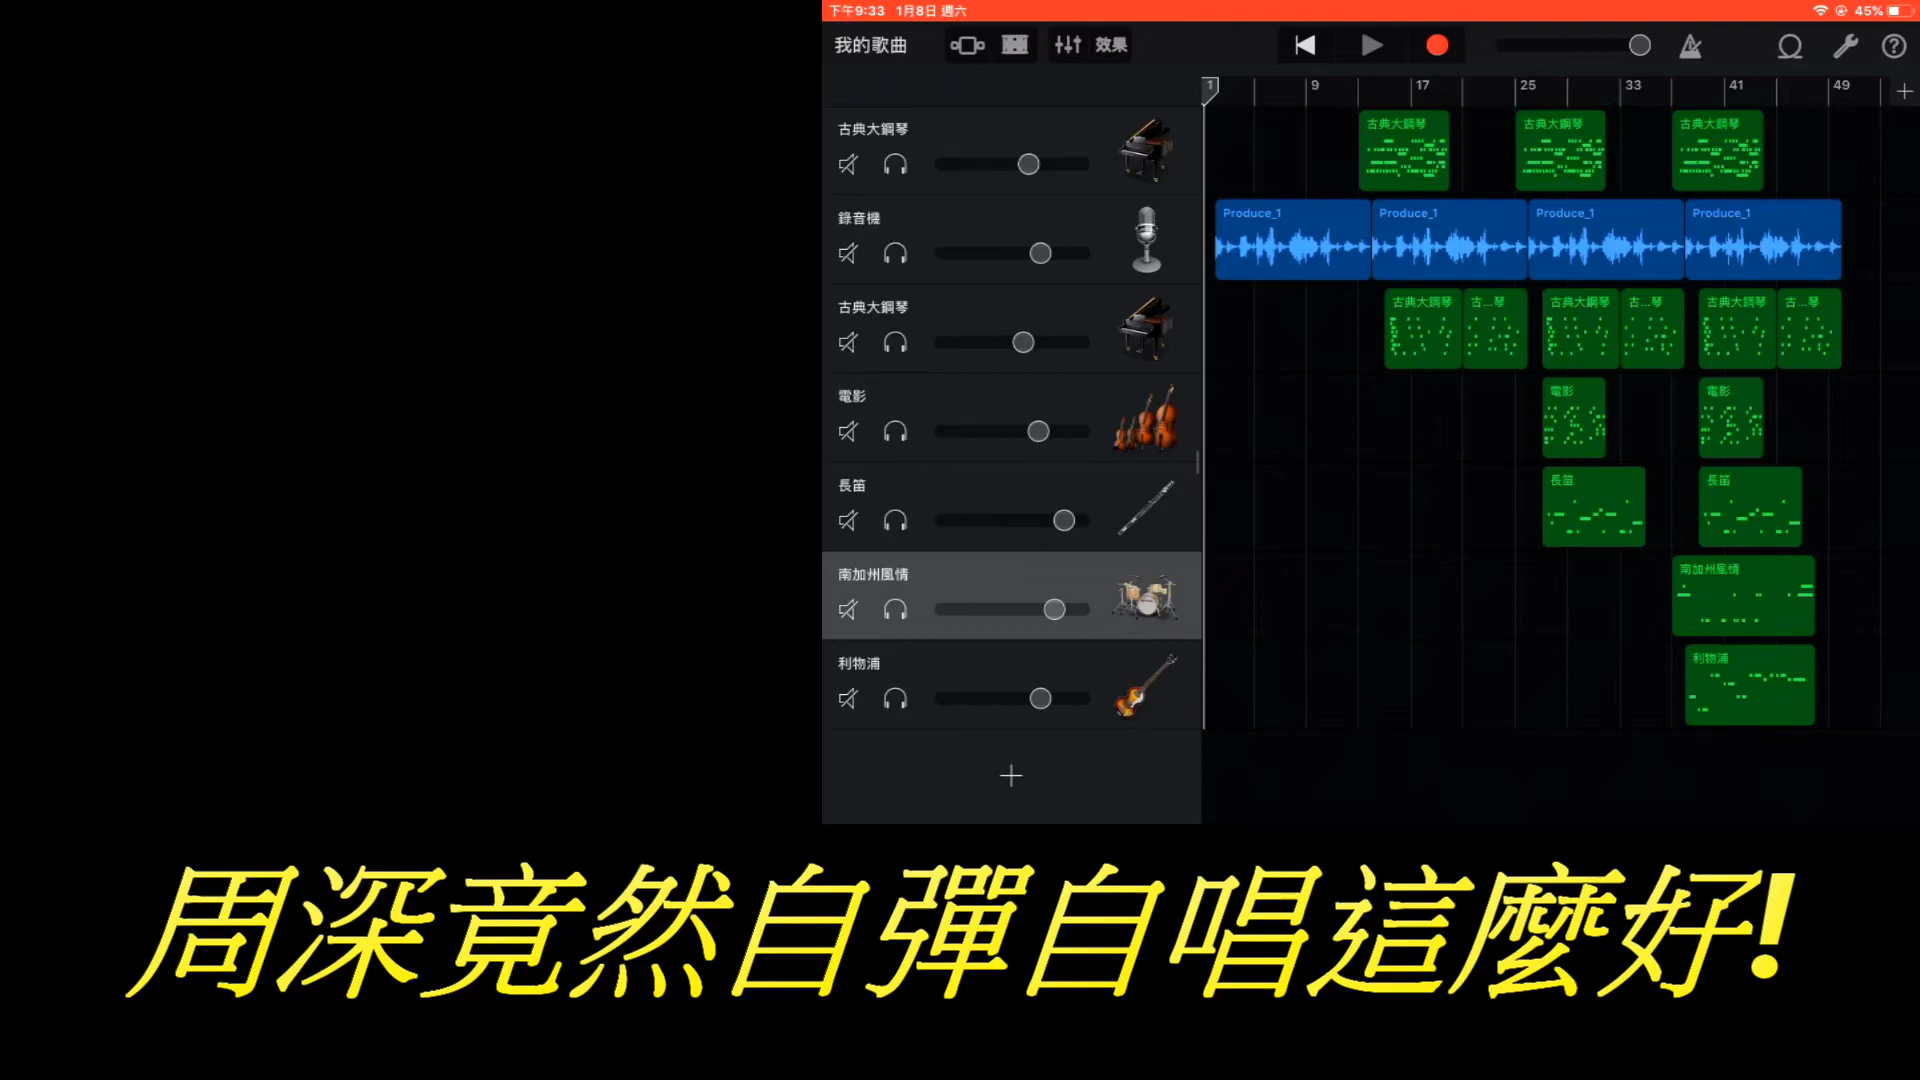 下午9:33 1月8日 週六 45%
我的歌曲 效果
1 9 17 25 33 41 49
古典大鋼琴
古典大鋼琴 古典大鋼琴 古典大鋼琴
錄音機
Produce_1 Produce_1 Produce_1 Produce_1
古典大鋼琴
古典大鋼琴 古...琴 古典大鋼琴 古...琴 古典大鋼琴 古...琴
電影
電影 電影
長笛
長笛 長笛
南加州風情
南加州風情
利物浦
利物浦
周深竟然自彈自唱這麼好!